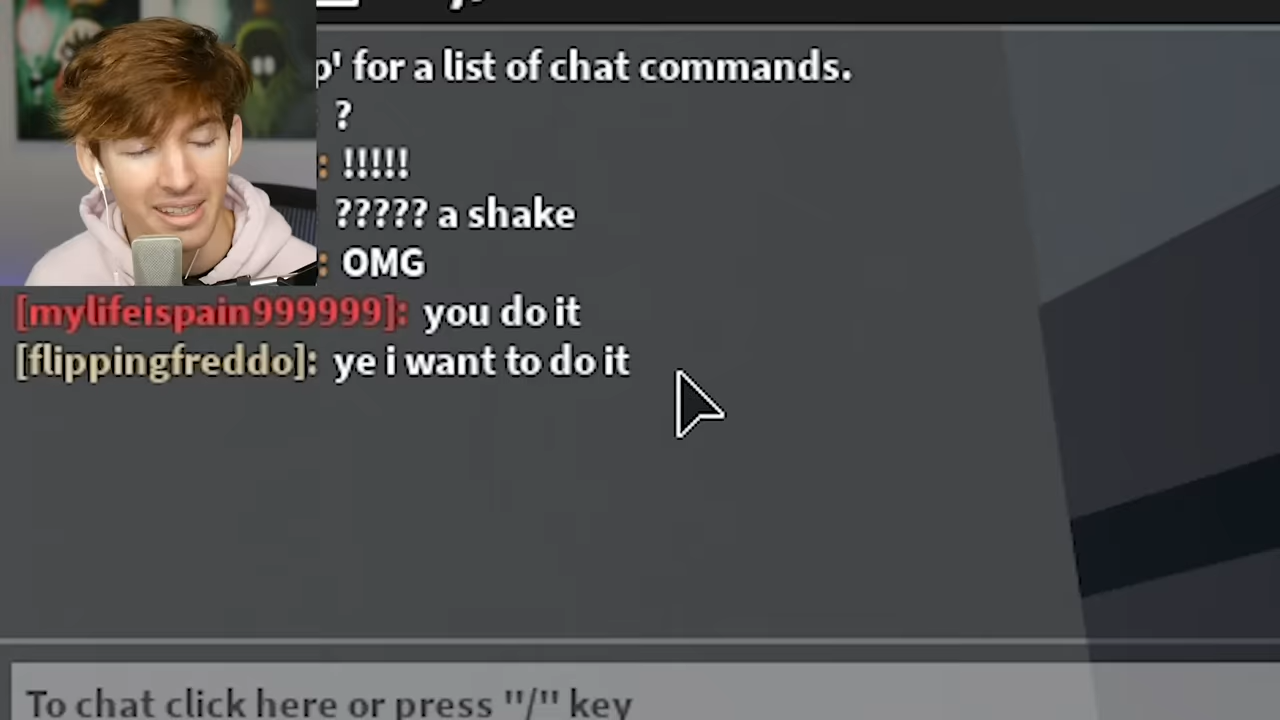 p' for a list of chat commands.
?
: !!!!!
????? a shake
: OMG
[mylifeispain999999]: you do it
[flippingfreddo]: ye i want to do it
To chat click here or press "/" key